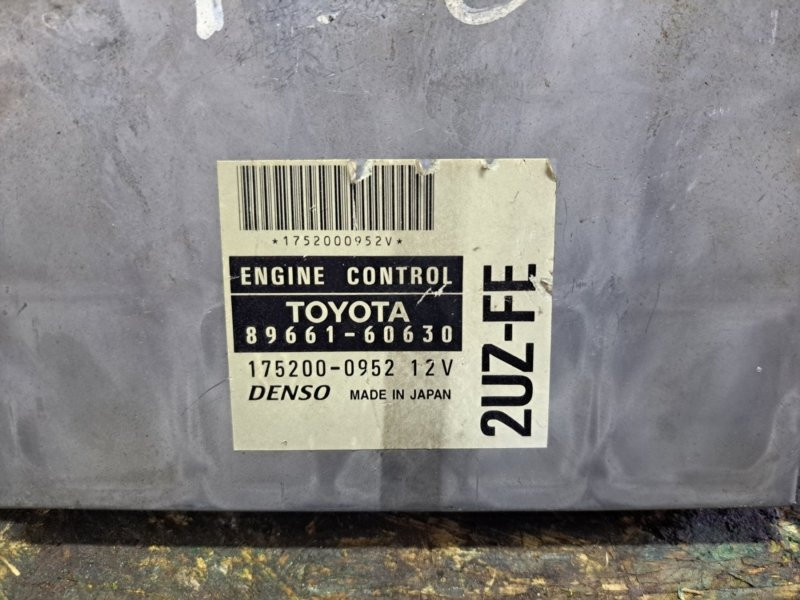 *1752000952V*
ENGINE CONTROL
TOYOTA
89661-60630
175200-0952 12V
DENSO MADE IN JAPAN
2UZ-FE